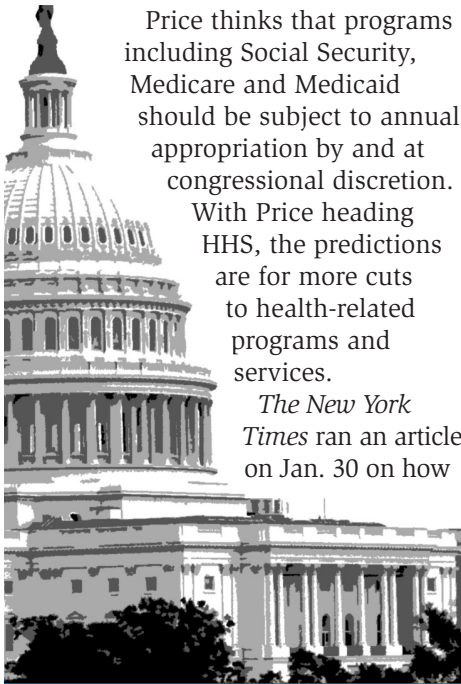 Price thinks that programs
including Social Security,
Medicare and Medicaid
should be subject to annual
appropriation by and at
congressional discretion.
With Price heading
HHS, the predictions
are for more cuts
to health-related
programs and
services.
The New York
Times ran an article
on Jan. 30 on how